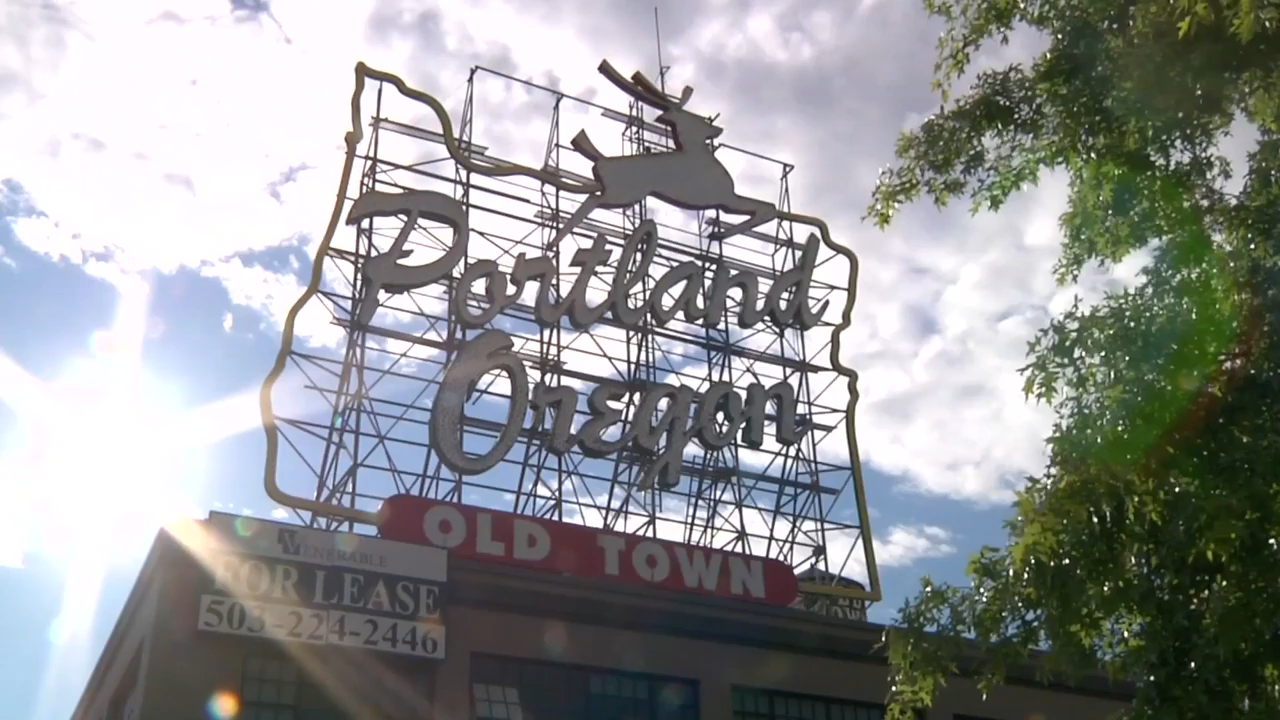 Portland
Oregon
OLD TOWN
VENERABLE
FOR LEASE
503-224-2446